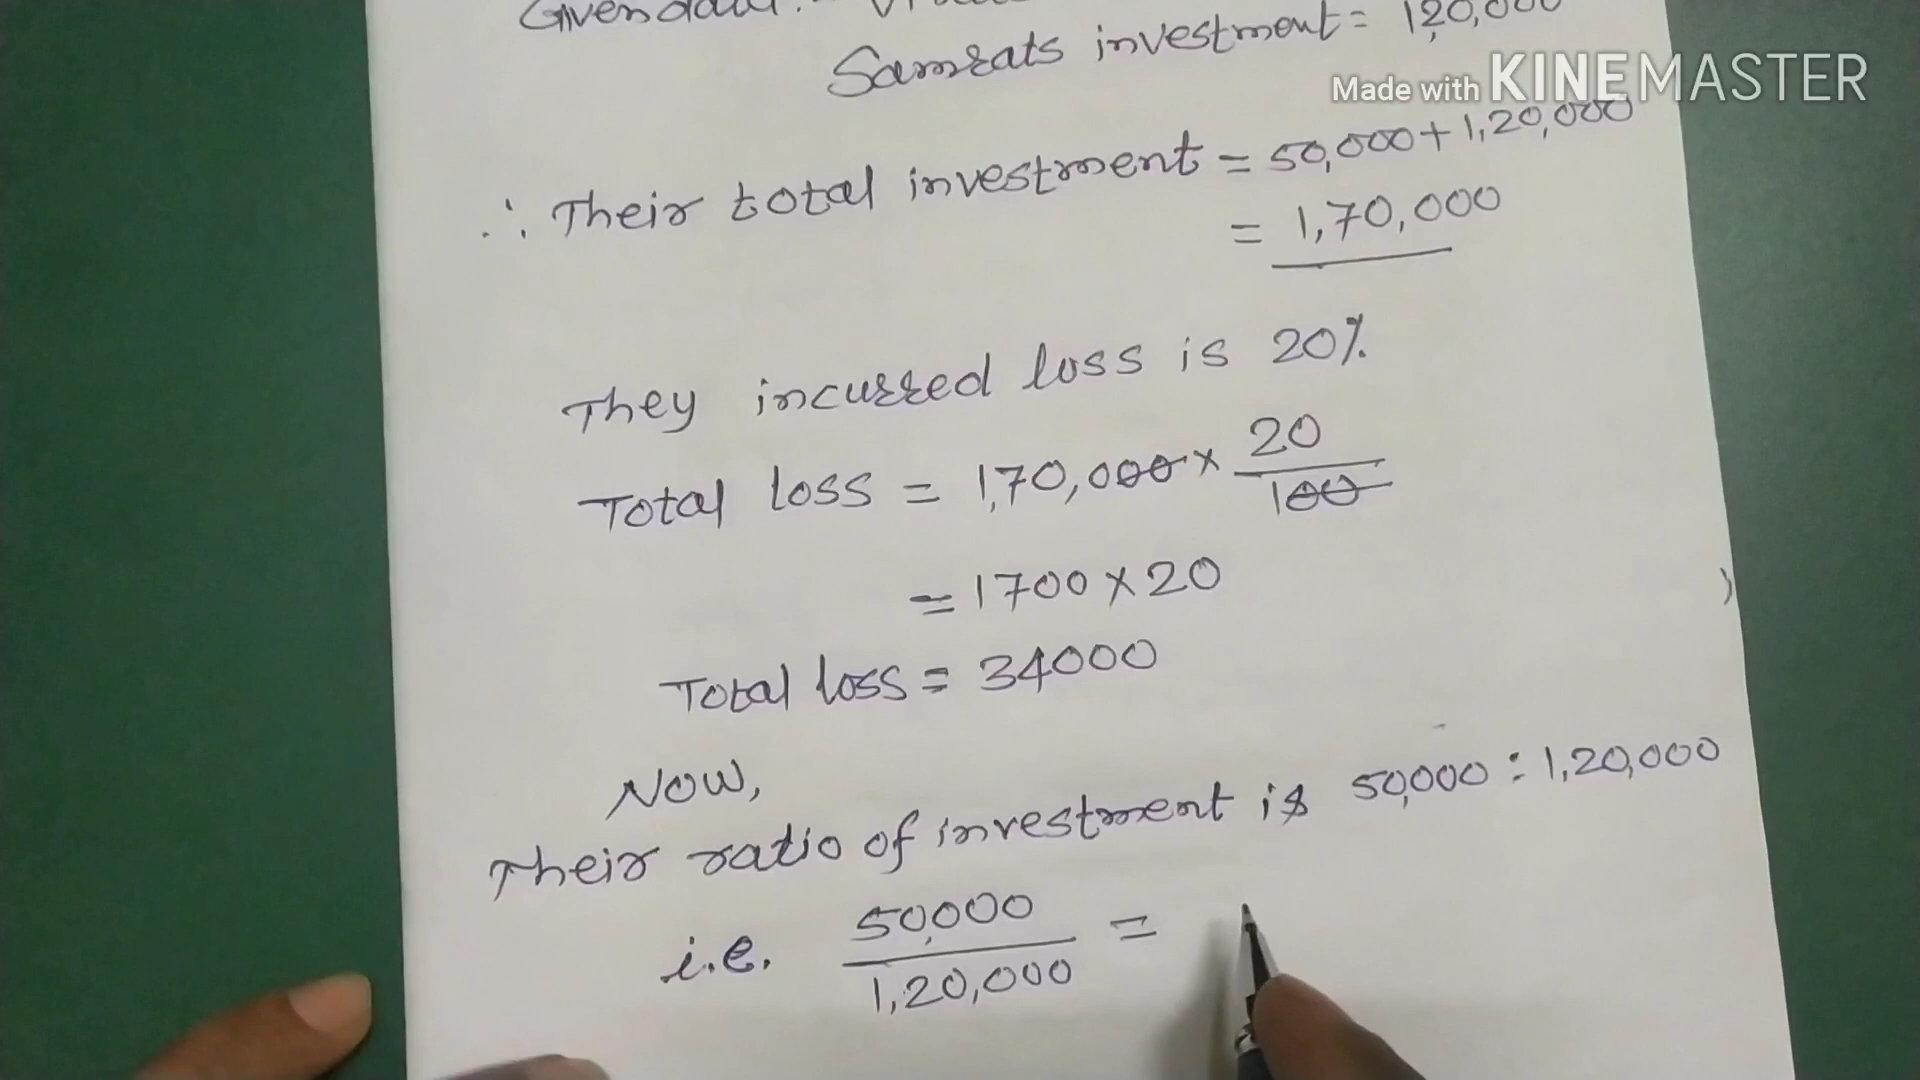 Samrats investment = 1,20,000
Made with KINEMASTER
∴ Their total investment = 50,000 + 1,20,000
= 1,70,000
They incurred loss is 20%
Total loss = 1,70,000 × 20/100
= 1700 × 20
Total loss = 34000
Now,
Their ratio of investment is 50,000 : 1,20,000
i.e. 50,000/1,20,000 =